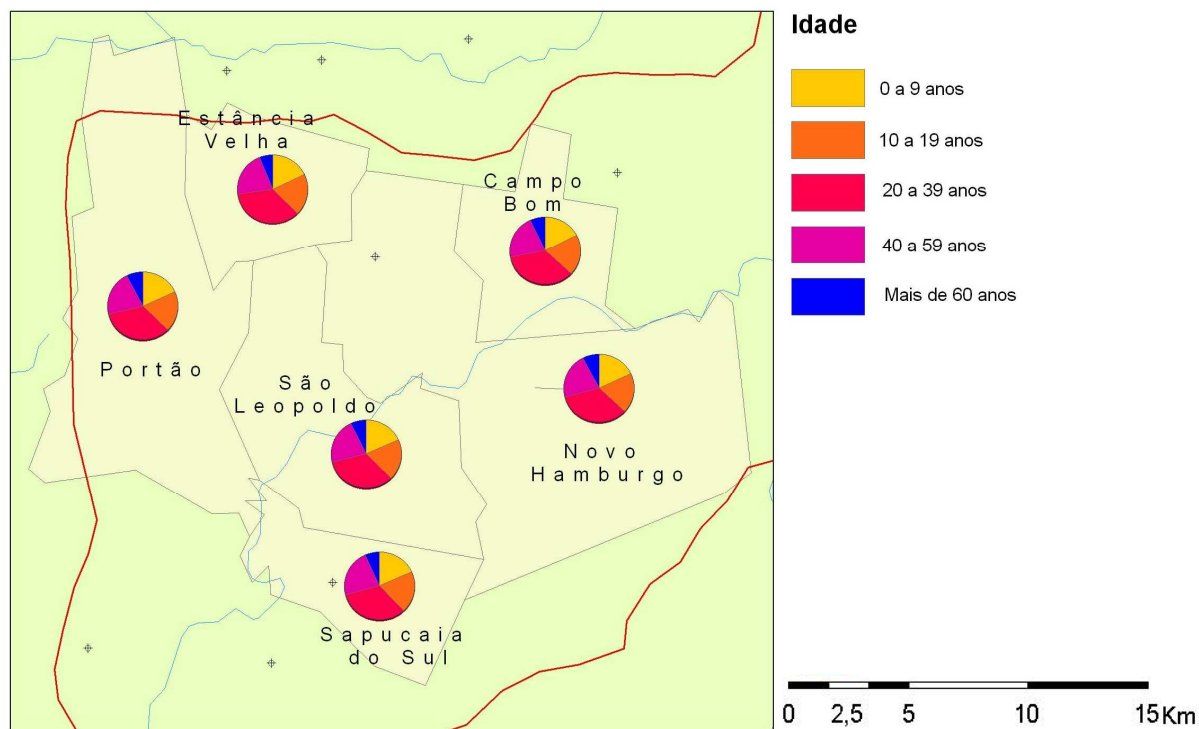 Idade
0 a 9 anos
10 a 19 anos
20 a 39 anos
40 a 59 anos
Mais de 60 anos
Estância
Velha
Campo
Bom
Portão
São
Leopoldo
Novo
Hamburgo
Sapucaia
do Sul
0 2,5 5 10 15Km